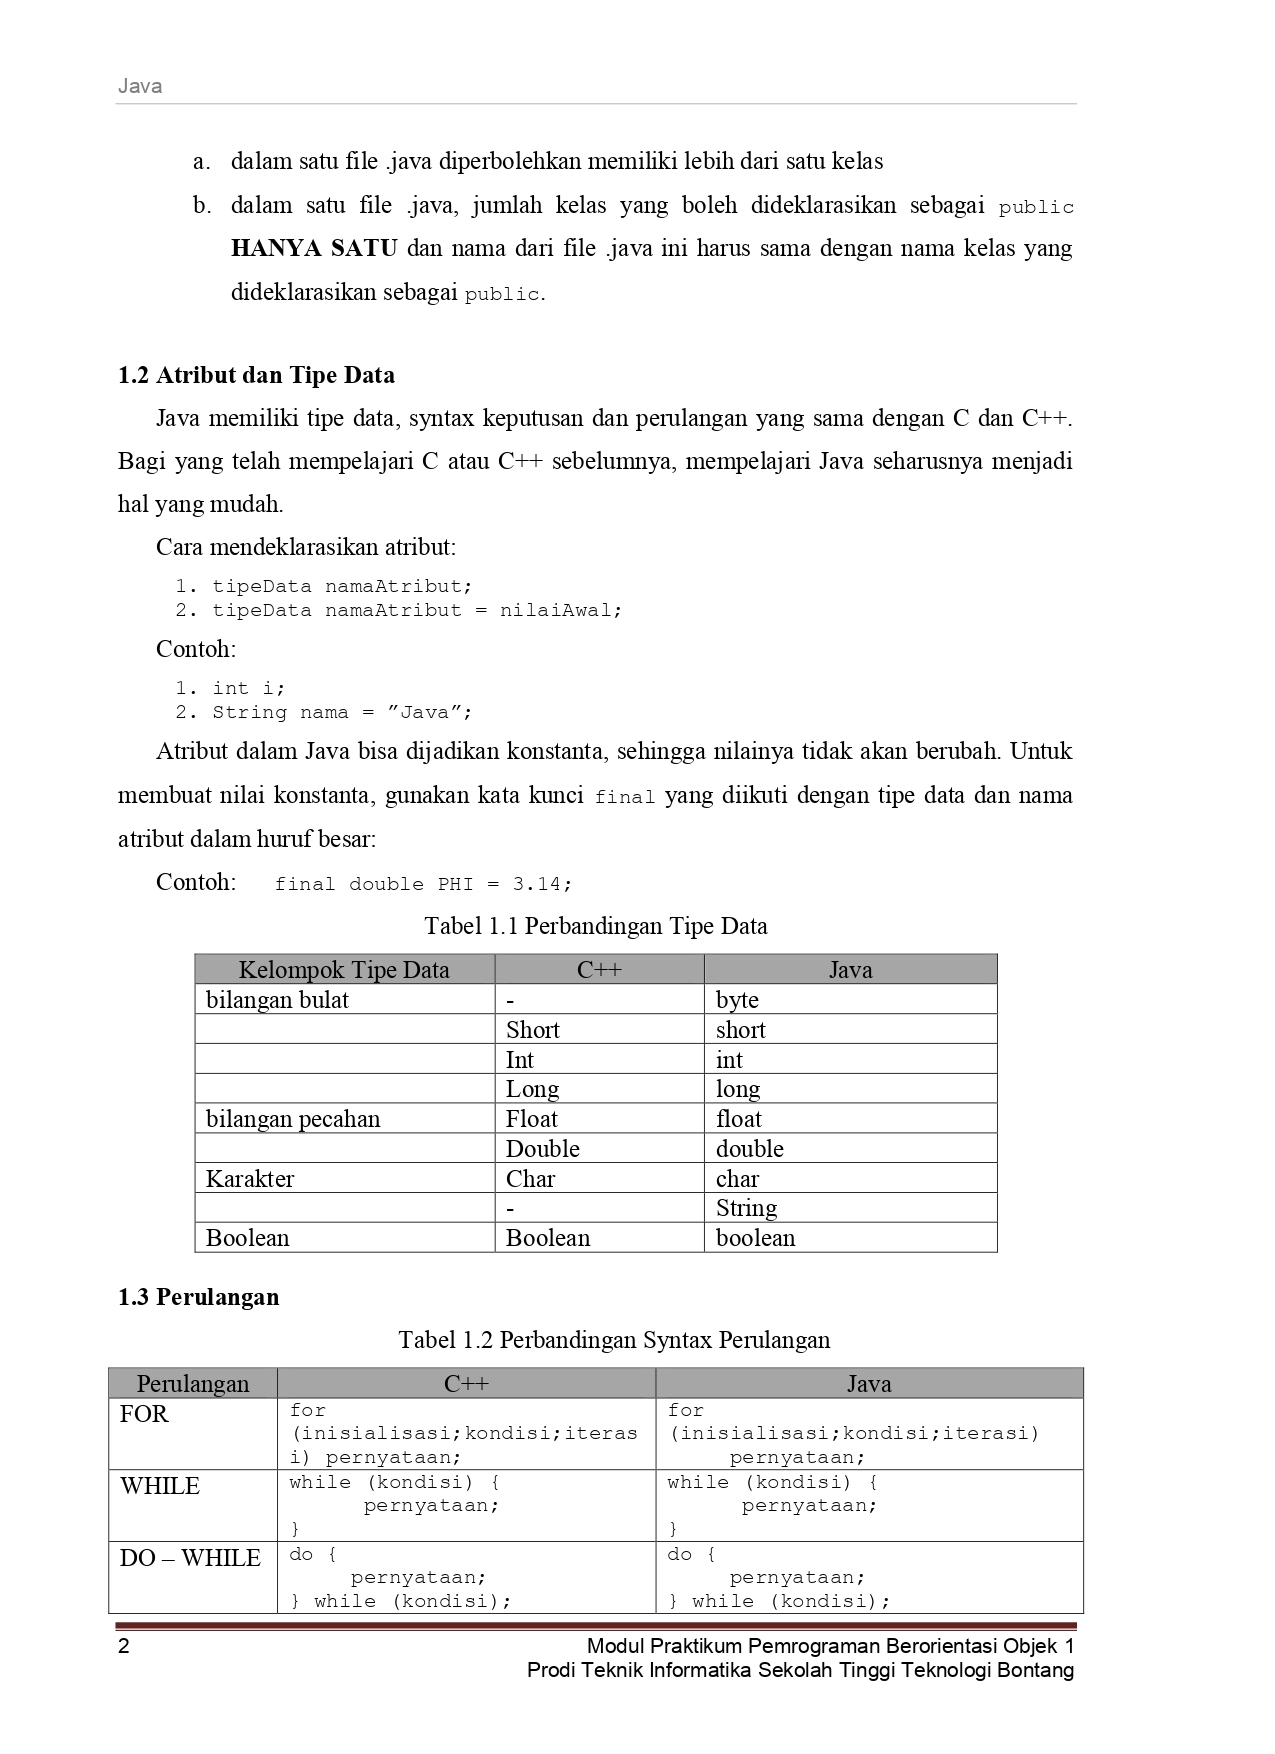 Java
a. dalam satu file .java diperbolehkan memiliki lebih dari satu kelas
b. dalam satu file .java, jumlah kelas yang boleh dideklarasikan sebagai public
HANYA SATU dan nama dari file .java ini harus sama dengan nama kelas yang
dideklarasikan sebagai public.
1.2 Atribut dan Tipe Data
Java memiliki tipe data, syntax keputusan dan perulangan yang sama dengan C dan C++.
Bagi yang telah mempelajari C atau C++ sebelumnya, mempelajari Java seharusnya menjadi
hal yang mudah.
Cara mendeklarasikan atribut:
1. tipeData namaAtribut;
2. tipeData namaAtribut = nilaiAwal;
Contoh:
1. int i;
2. String nama = ”Java”;
Atribut dalam Java bisa dijadikan konstanta, sehingga nilainya tidak akan berubah. Untuk
membuat nilai konstanta, gunakan kata kunci final yang diikuti dengan tipe data dan nama
atribut dalam huruf besar:
Contoh: final double PHI = 3.14;
Tabel 1.1 Perbandingan Tipe Data
Kelompok Tipe Data C++ Java
bilangan bulat - byte
Short short
Int int
Long long
bilangan pecahan Float float
Double double
Karakter Char char
- String
Boolean Boolean boolean
1.3 Perulangan
Tabel 1.2 Perbandingan Syntax Perulangan
Perulangan C++ Java
FOR
for
(inisialisasi;kondisi;iteras
i) pernyataan;
for
(inisialisasi;kondisi;iterasi)
pernyataan;
WHILE
while (kondisi) {
pernyataan;
}
while (kondisi) {
pernyataan;
}
DO – WHILE
do {
pernyataan;
} while (kondisi);
do {
pernyataan;
} while (kondisi);
2 Modul Praktikum Pemrograman Berorientasi Objek 1
Prodi Teknik Informatika Sekolah Tinggi Teknologi Bontang